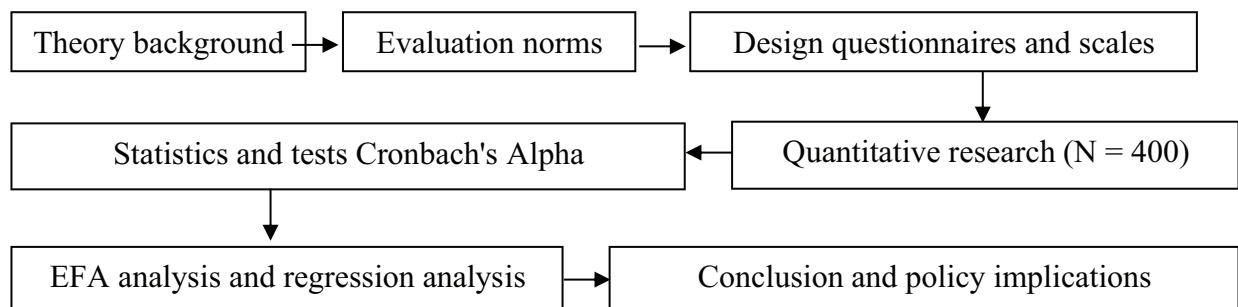 Theory background
Evaluation norms
Design questionnaires and scales
Quantitative research (N = 400)
Statistics and tests Cronbach's Alpha
EFA analysis and regression analysis
Conclusion and policy implications